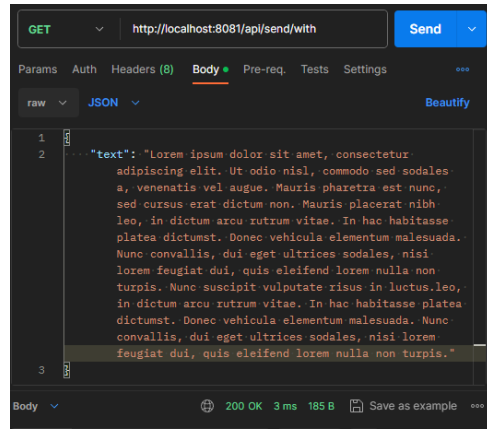 GET http://localhost:8081/api/send/with Send
Params Auth Headers (8) Body Pre-req. Tests Settings
raw JSON Beautify
1 {
2 "text": "Lorem ipsum dolor sit amet, consectetur
adipiscing elit. Ut odio nisl, commodo sed sodales
a, venenatis vel augue. Mauris pharetra est nunc,
sed cursus erat dictum non. Mauris placerat nibh
leo, in dictum arcu rutrum vitae. In hac habitasse
platea dictumst. Donec vehicula elementum malesuada.
Nunc convallis, dui eget ultrices sodales, nisi
lorem feugiat dui, quis eleifend lorem nulla non
turpis. Nunc suscipit vulputate risus in luctus.leo,
in dictum arcu rutrum vitae. In hac habitasse platea
dictumst. Donec vehicula elementum malesuada. Nunc
convallis, dui eget ultrices sodales, nisi lorem
feugiat dui, quis eleifend lorem nulla non turpis."
3 }
Body 200 OK 3 ms 185 B Save as example